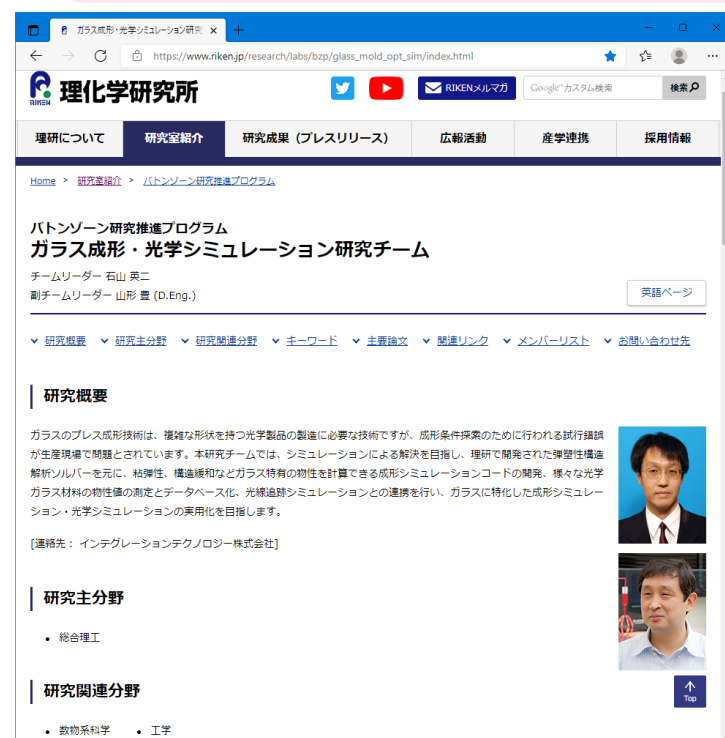 ガラス成形・光学シミュレーション研究
https://www.riken.jp/research/labs/bzp/glass_mold_opt_sim/index.html
RIKEN
理化学研究所
RIKENメルマガ
Google カスタム検索
検索
理研について 研究室紹介 研究成果（プレスリリース） 広報活動 産学連携 採用情報
Home > 研究室紹介 > バトンゾーン研究推進プログラム
バトンゾーン研究推進プログラム
ガラス成形・光学シミュレーション研究チーム
チームリーダー 石山 英二
副チームリーダー 山形 豊 (D.Eng.)
英語ページ
研究概要 研究主分野 研究関連分野 キーワード 主要論文 関連リンク メンバーリスト お問い合わせ先
研究概要
ガラスのプレス成形技術は、複雑な形状を持つ光学製品の製造に必要な技術ですが、成形条件探索のために行われる試行錯誤
が生産現場で問題とされています。本研究チームでは、シミュレーションによる解決を目指し、理研で開発された弾塑性構造
解析ソルバーを元に、粘弾性、構造緩和などガラス特有の物性を計算できる成形シミュレーションコードの開発、様々な光学
ガラス材料の物性値の測定とデータベース化、光線追跡シミュレーションとの連携を行い、ガラスに特化した成形シミュレー
ション・光学シミュレーションの実用化を目指します。
[連絡先： インテグレーションテクノロジー株式会社]
研究主分野
• 総合理工
研究関連分野
• 数物系科学 • 工学
Top